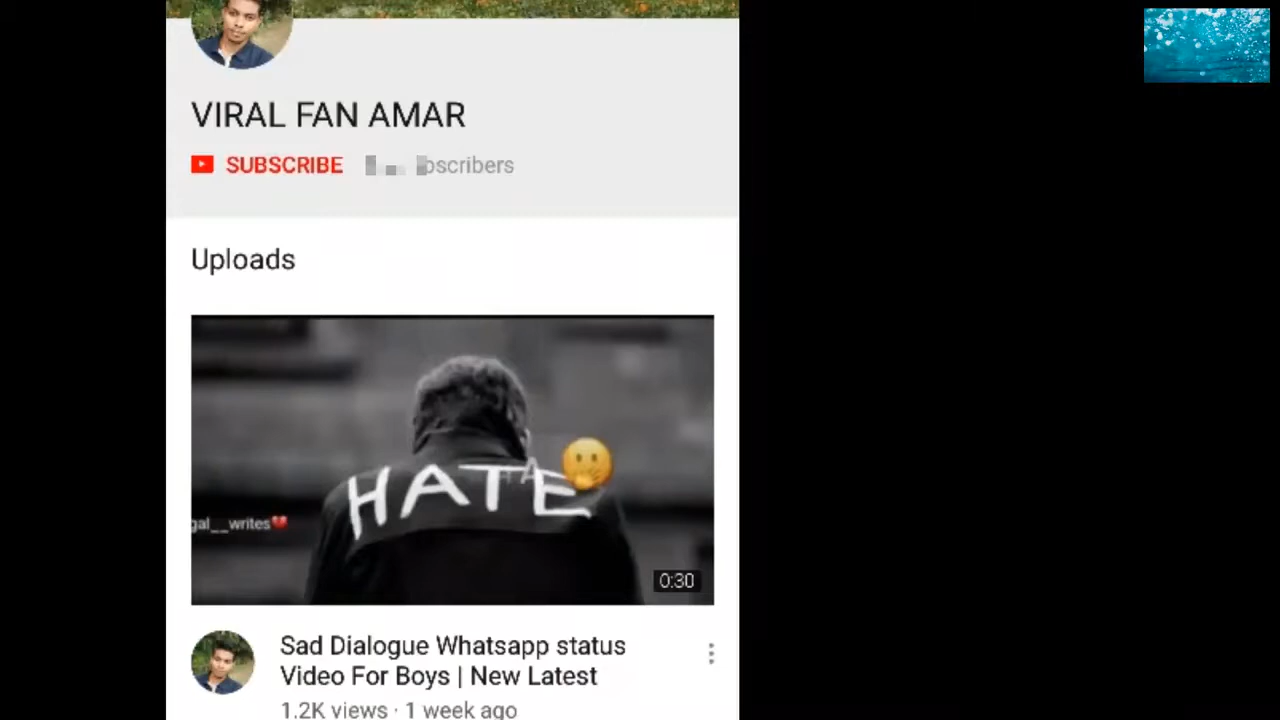 VIRAL FAN AMAR
SUBSCRIBE
Uploads
HATE
gal__writes
0:30
Sad Dialogue Whatsapp status
Video For Boys | New Latest
1.2K views · 1 week ago